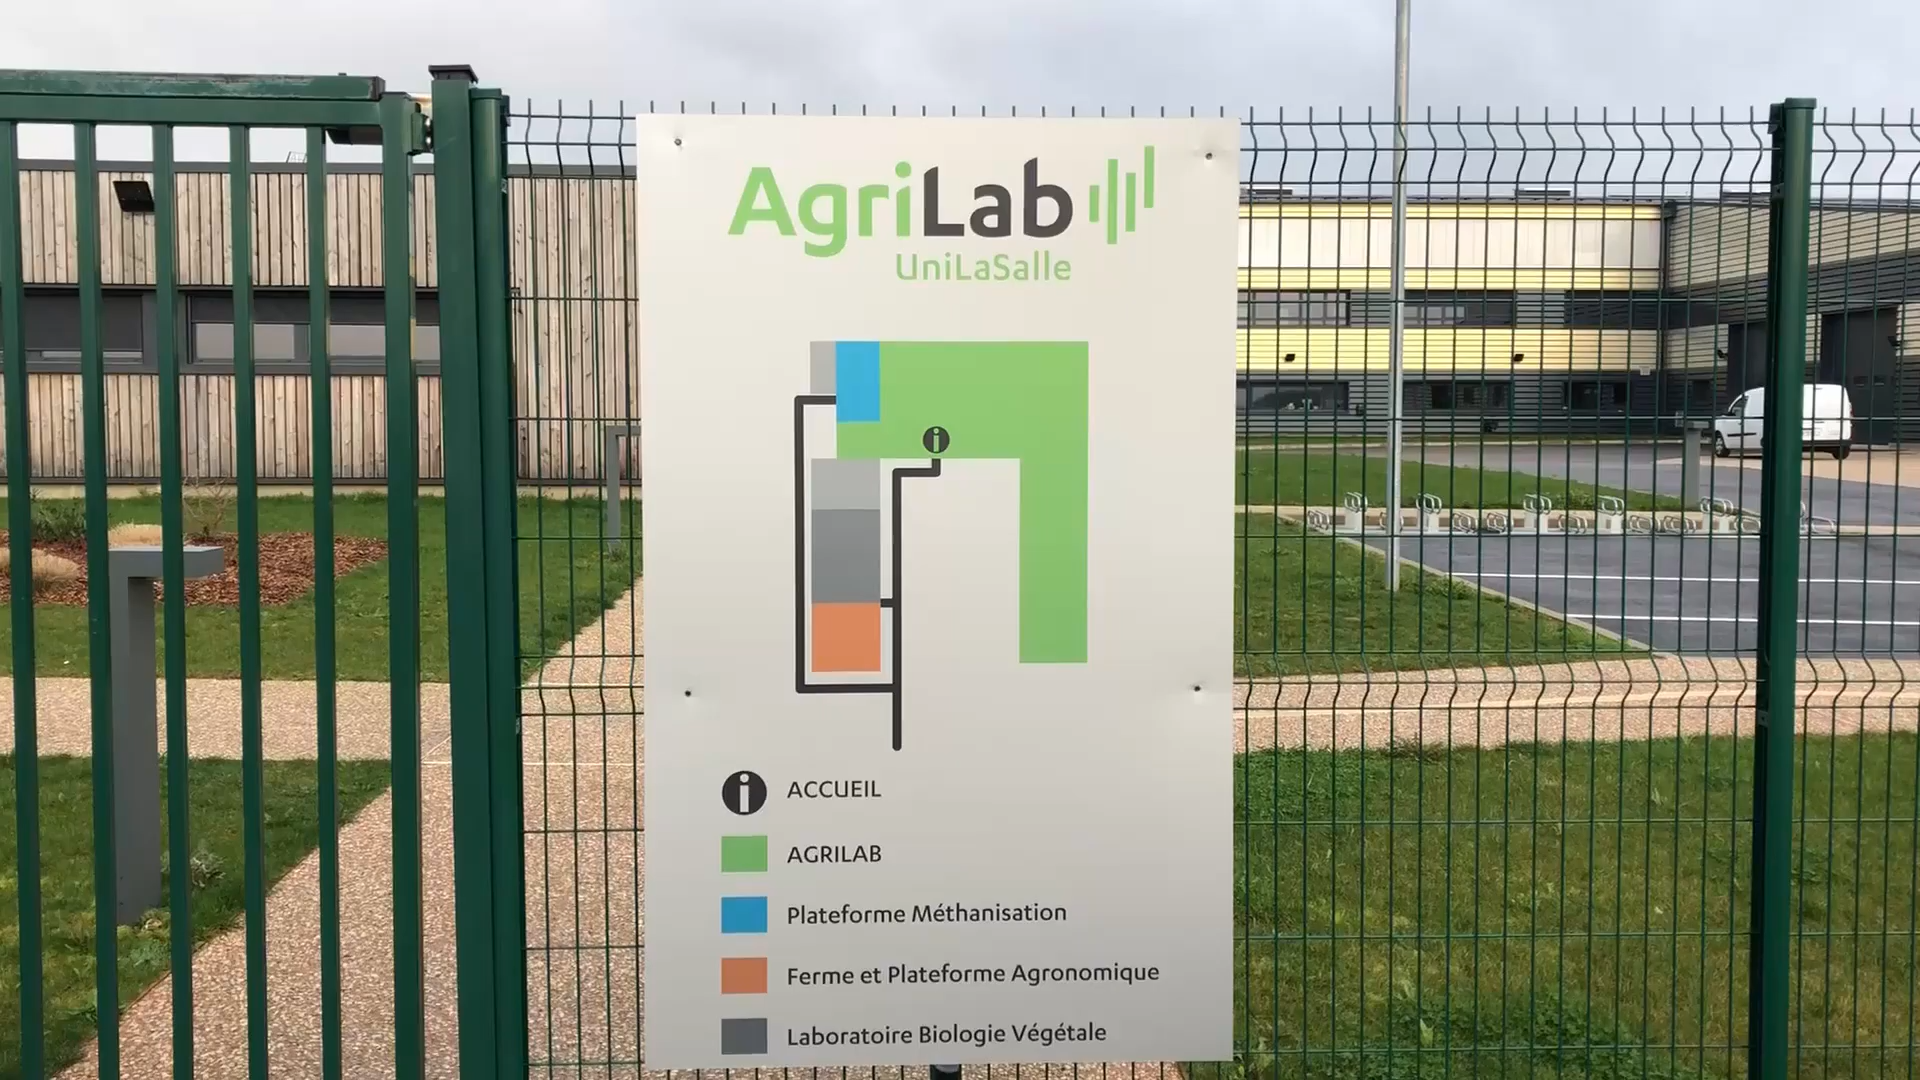 AgriLab
UniLaSalle
i
i ACCUEIL
AGRILAB
Plateforme Méthanisation
Ferme et Plateforme Agronomique
Laboratoire Biologie Végétale